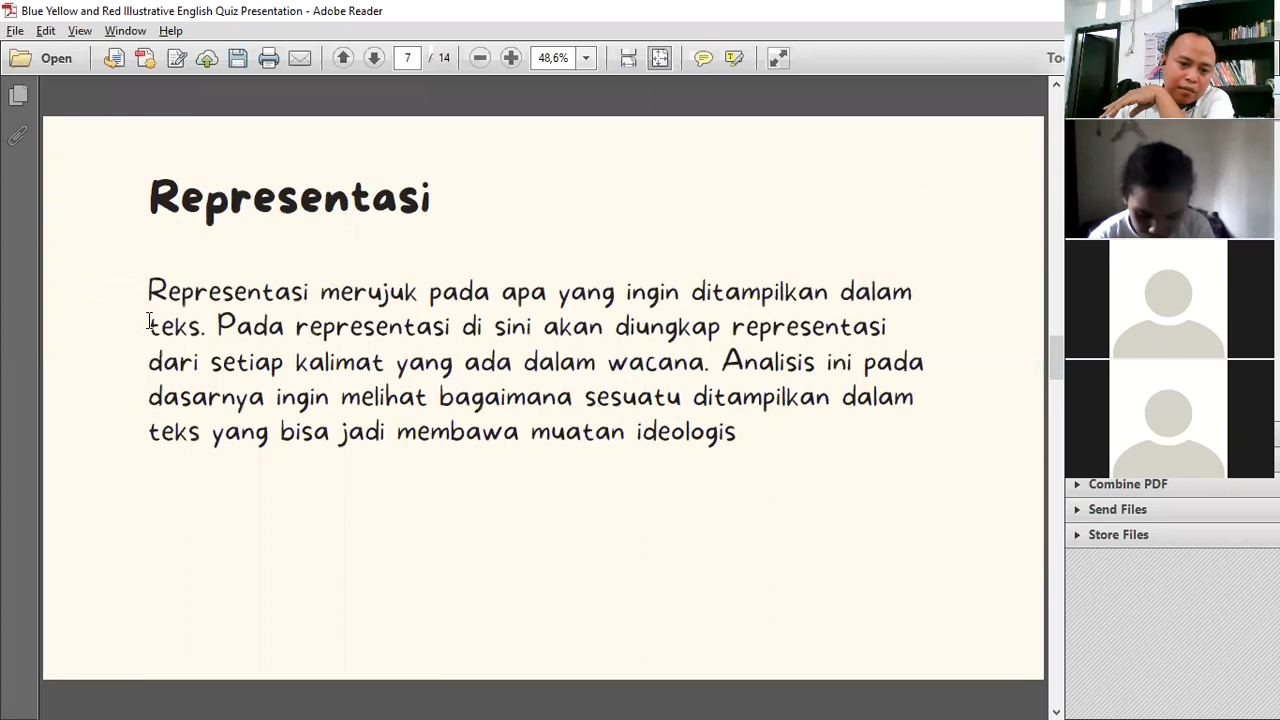 Blue Yellow and Red Illustrative English Quiz Presentation - Adobe Reader
File Edit View Window Help
Open 7 / 14 48,6% To
Representasi
Representasi merujuk pada apa yang ingin ditampilkan dalam
teks. Pada representasi di sini akan diungkap representasi
dari setiap kalimat yang ada dalam wacana. Analisis ini pada
dasarnya ingin melihat bagaimana sesuatu ditampilkan dalam
teks yang bisa jadi membawa muatan ideologis
Combine PDF
Send Files
Store Files